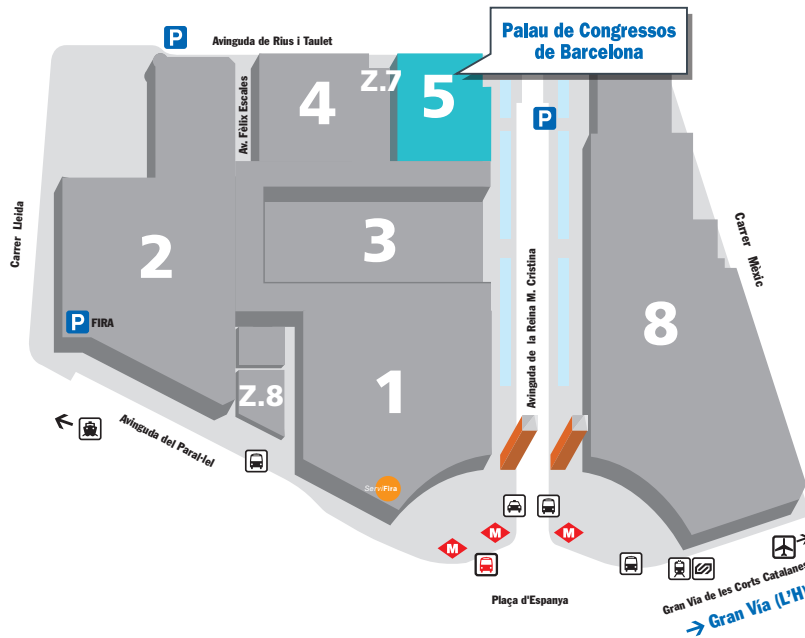 Palau de Congressos
de Barcelona
P
Avinguda de Rius i Taulet
4
Z.7
5
Av. Fèlix Escales
P
Carrer Lleida
2
3
Carrer Mèxic
Avinguda de la Reina M. Cristina
P FIRA
8
1
Z.8
Avinguda del Paral·lel
ServiFira
M
M
M
Plaça d'Espanya
Gran Via de les Corts Catalanes
Gran Vía (L'H